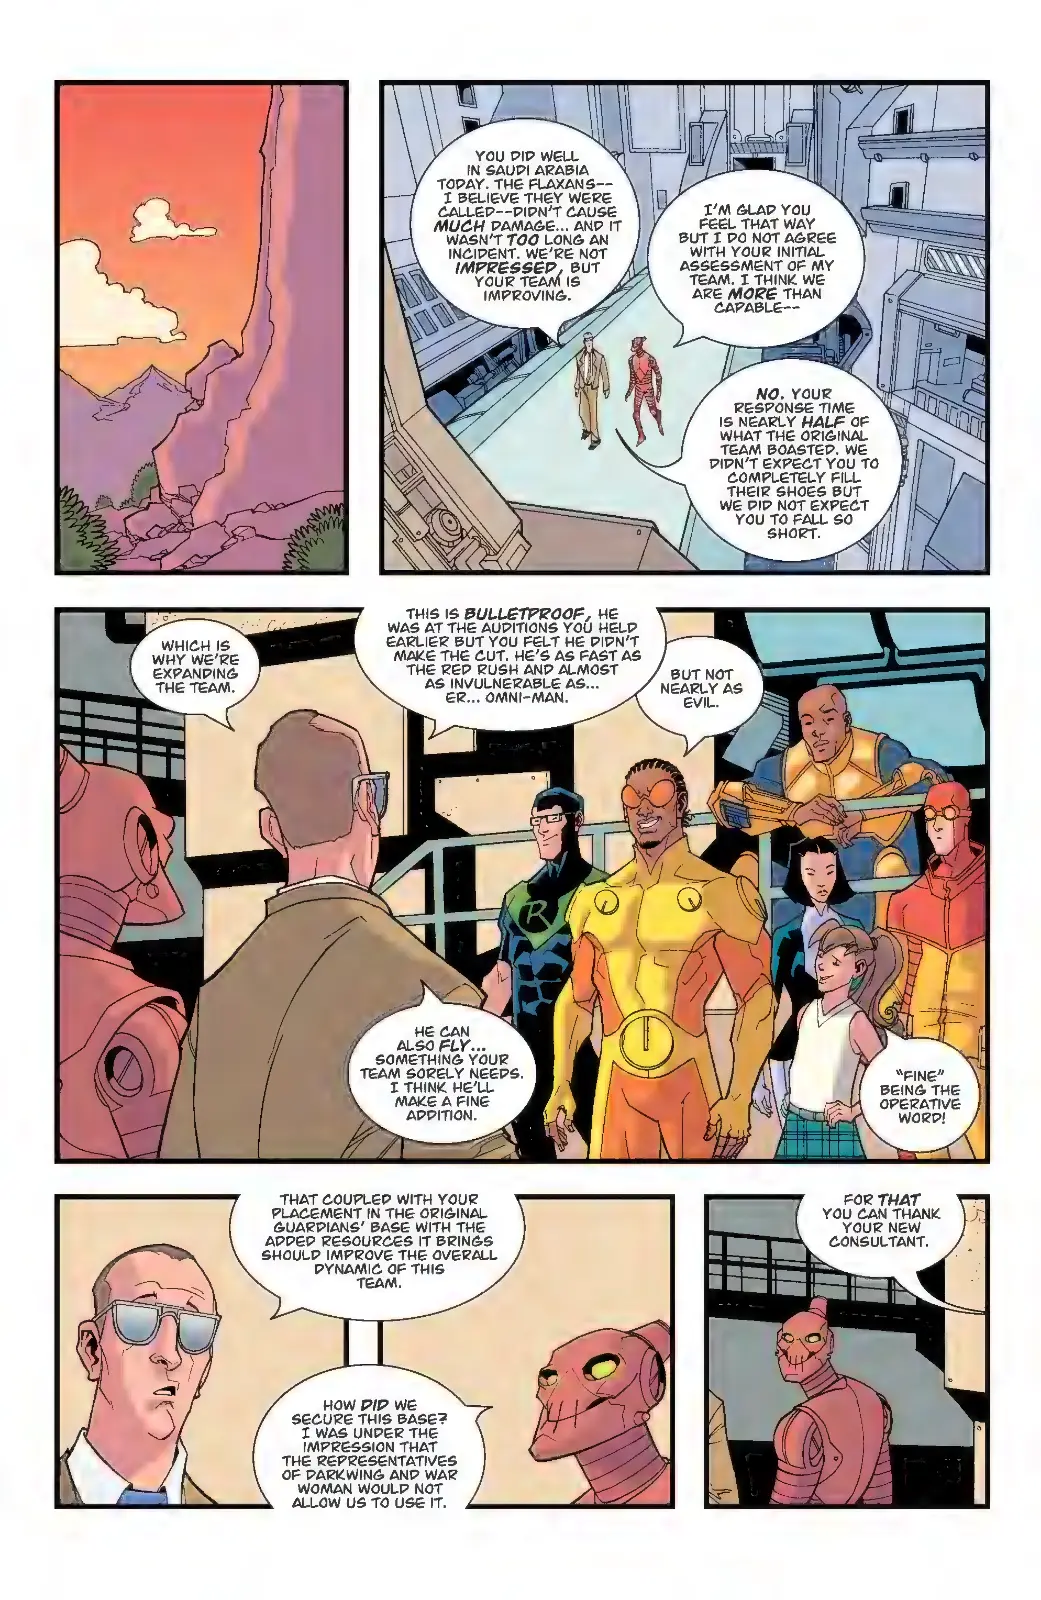 YOU DID WELL
IN SAUDI ARABIA
TODAY. THE FLAXANS--
I BELIEVE THEY WERE
CALLED--DIDN'T CAUSE
MUCH DAMAGE... AND IT
WASN'T TOO LONG AN
INCIDENT. WE'RE NOT
IMPRESSED, BUT
YOUR TEAM IS
IMPROVING.
I'M GLAD YOU
FEEL THAT WAY
BUT I DO NOT AGREE
WITH YOUR INITIAL
ASSESSMENT OF MY
TEAM. I THINK WE
ARE MORE THAN
CAPABLE--
NO. YOUR
RESPONSE TIME
IS NEARLY HALF OF
WHAT THE ORIGINAL
TEAM BOASTED. WE
DIDN'T EXPECT YOU TO
COMPLETELY FILL
THEIR SHOES BUT
WE DID NOT EXPECT
YOU TO FALL SO
SHORT.
WHICH IS
WHY WE'RE
EXPANDING
THE TEAM.
THIS IS BULLETPROOF, HE
WAS AT THE AUDITIONS YOU HELD
EARLIER BUT YOU FELT HE DIDN'T
MAKE THE CUT. HE'S AS FAST AS
THE RED RUSH AND ALMOST
AS INVULNERABLE AS...
ER... OMNI-MAN.
BUT NOT
NEARLY AS
EVIL.
R
HE CAN
ALSO FLY...
SOMETHING YOUR
TEAM SORELY NEEDS.
I THINK HE'LL
MAKE A FINE
ADDITION.
"FINE"
BEING THE
OPERATIVE
WORD!
THAT COUPLED WITH YOUR
PLACEMENT IN THE ORIGINAL
GUARDIANS' BASE WITH THE
ADDED RESOURCES IT BRINGS
SHOULD IMPROVE THE OVERALL
DYNAMIC OF THIS
TEAM.
HOW DID WE
SECURE THIS BASE?
I WAS UNDER THE
IMPRESSION THAT
THE REPRESENTATIVES
OF DARKWING AND WAR
WOMAN WOULD NOT
ALLOW US TO USE IT.
FOR THAT
YOU CAN THANK
YOUR NEW
CONSULTANT.